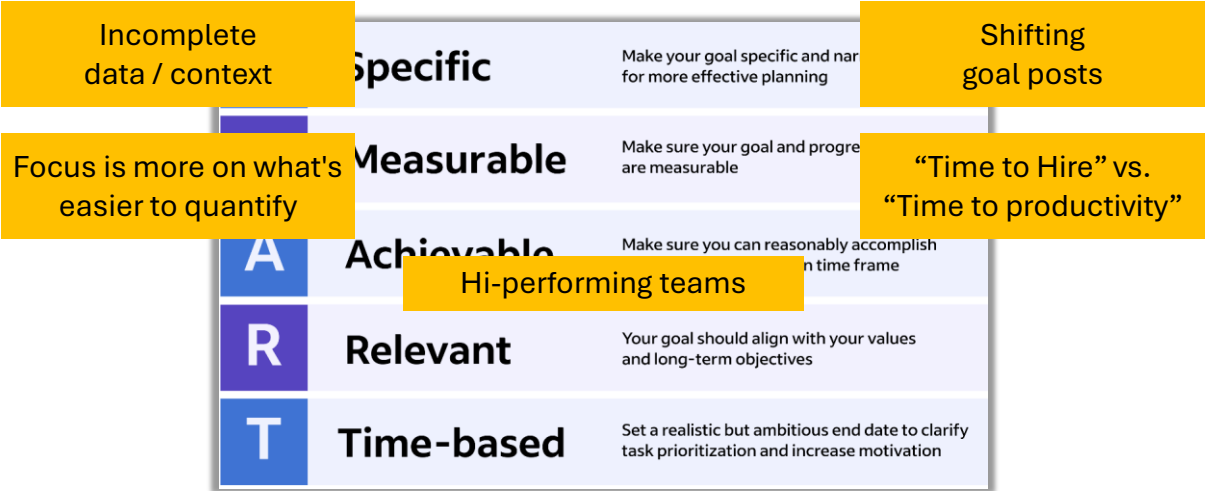 Incomplete
data / context
Specific
Make your goal specific and nar
for more effective planning
Shifting
goal posts
Focus is more on what's
easier to quantify
Measurable
Make sure your goal and progre
are measurable
“Time to Hire” vs.
“Time to productivity”
A
Achievable
Make sure you can reasonably accomplish
n time frame
Hi-performing teams
R
Relevant
Your goal should align with your values
and long-term objectives
T
Time-based
Set a realistic but ambitious end date to clarify
task prioritization and increase motivation